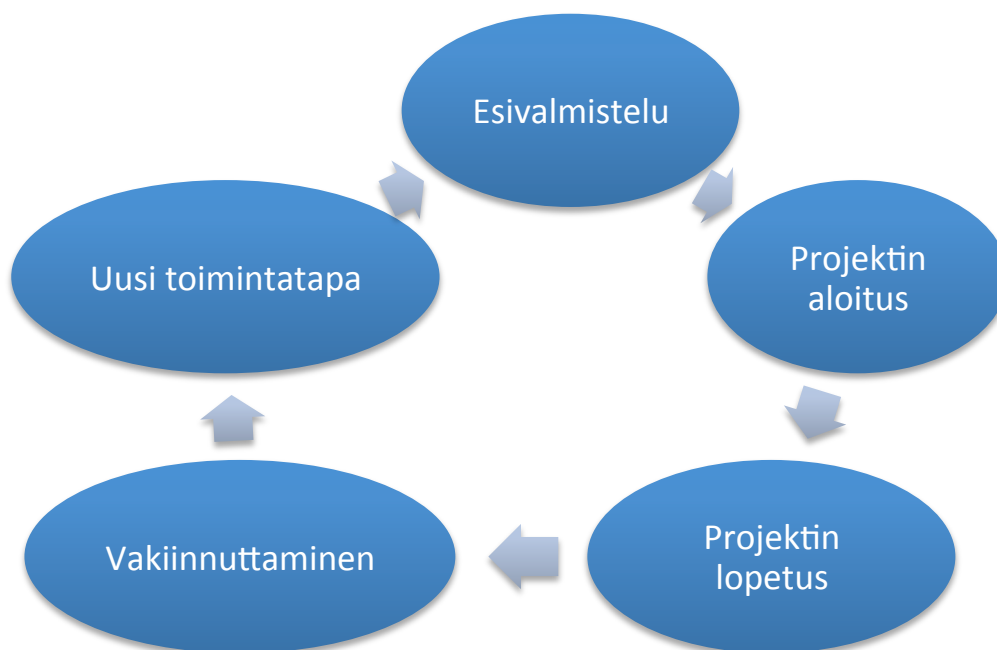 Esivalmistelu
Projektin
aloitus
Projektin
lopetus
Vakiinnuttaminen
Uusi toimintatapa